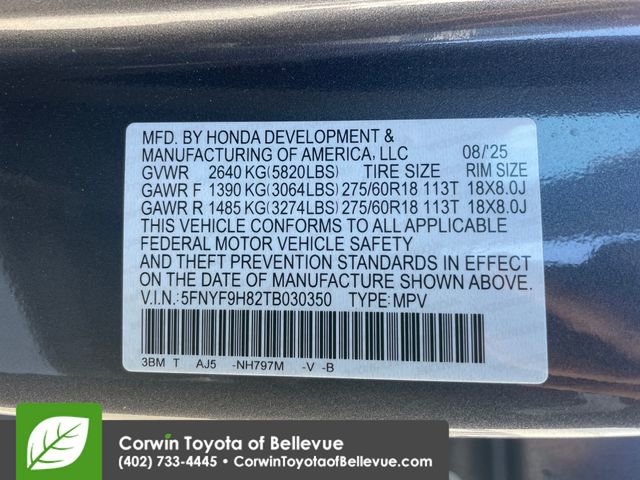 MFD. BY HONDA DEVELOPMENT &
MANUFACTURING OF AMERICA, LLC 08/'25
GVWR 2640 KG(5820LBS) TIRE SIZE RIM SIZE
GAWR F 1390 KG(3064LBS) 275/60R18 113T 18X8.0J
GAWR R 1485 KG(3274LBS) 275/60R18 113T 18X8.0J
THIS VEHICLE CONFORMS TO ALL APPLICABLE
FEDERAL MOTOR VEHICLE SAFETY
AND THEFT PREVENTION STANDARDS IN EFFECT
ON THE DATE OF MANUFACTURE SHOWN ABOVE.
V.I.N.: 5FNYF9H82TB030350 TYPE: MPV
3BM T AJ5 -NH797M -V -B
Corwin Toyota of Bellevue
(402) 733-4445 • CorwinToyotaofBellevue.com